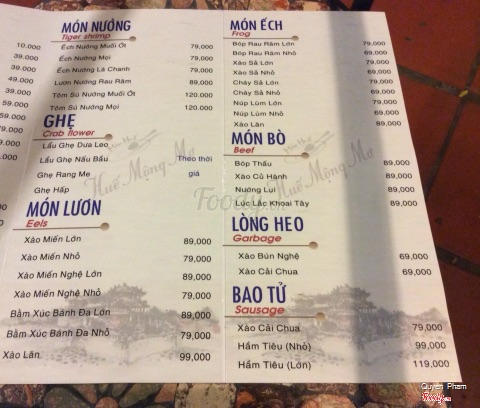 10.000
39.000
39.000
49.000
39.000
59.000
59.000
MÓN NƯỚNG
Tiger shrimp
Ếch Nướng Muối Ớt 79,000
Ếch Nướng Mọi 79,000
Ếch Nướng Lá Chanh 79,000
Lươn Nướng Rau Răm 89,000
Tôm Sú Nướng Muối Ớt 120.000
Tôm Sú Nướng Mọi 120.000
GHẸ
Crab flower
Lẩu Ghẹ Dưa Leo
Lẩu Ghẹ Nấu Bầu Theo thời
Ghẹ Rang Me giá
Ghẹ Hấp
MÓN LƯƠN
Eels
Xào Miến Lớn 89,000
Xào Miến Nhỏ 79,000
Xào Miến Nghệ Lớn 89,000
Xào Miến Nghệ Nhỏ 79,000
Bằm Xúc Bánh Đa Lớn 89,000
Bằm Xúc Bánh Đa Nhỏ 79,000
Xào Lăn 99,000
MÓN ẾCH
Frog
Bóp Rau Răm Lớn 79,000
Bóp Rau Răm Nhỏ 69,000
Xào Sả Lớn 79,000
Xào Sả Nhỏ 69,000
Cháy Sả Lớn 79,000
Cháy Sả Nhỏ 69,000
Núp Lùm Lớn 79,000
Núp Lùm Nhỏ 69,000
Xào Lăn 89,000
MÓN BÒ
Beef
Bóp Thấu 89,000
Xào Củ Hành 89,000
Nướng Lụi 89,000
Lúc Lắc Khoai Tây 89,000
LÒNG HEO
Garbage
Xào Bún Nghệ 69,000
Xào Cải Chua 69,000
BAO TỬ
Sausage
Xào Cải Chua 79,000
Hầm Tiêu (Nhỏ) 99,000
Hầm Tiêu (Lớn) 119,000
Huế Mộng Mơ
Huế Mộng Mơ
Foody.vn
Quyên Phạm
Foody.vn